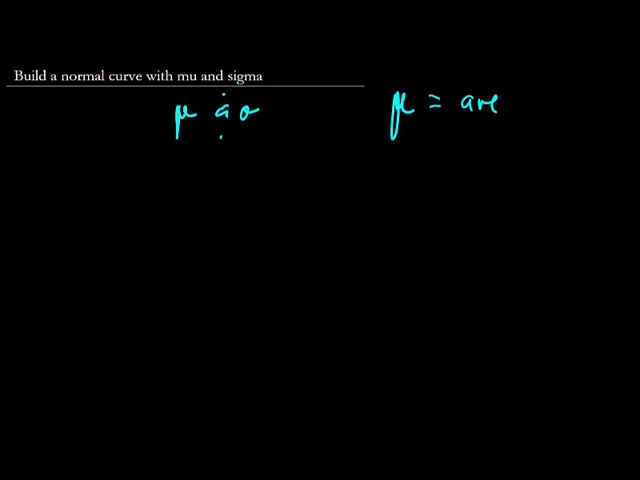 Build a normal curve with mu and sigma
μ & σ
μ = ave